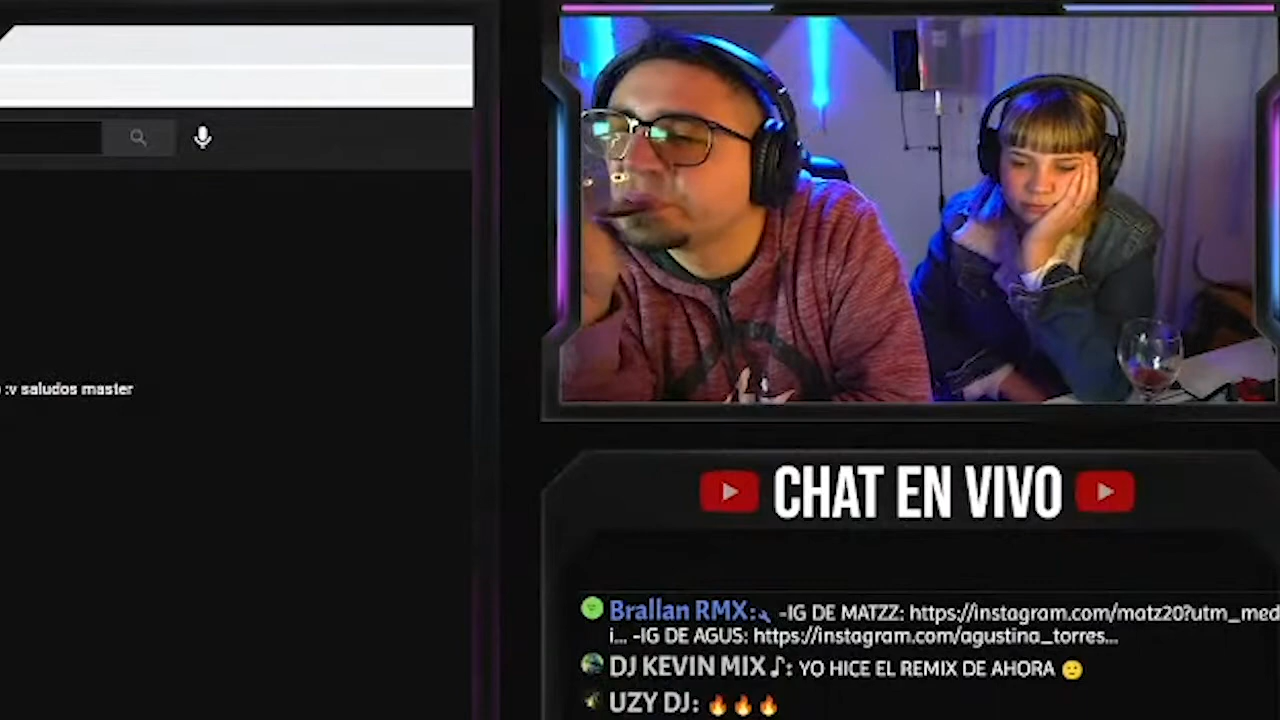 :v saludos master
CHAT EN VIVO
Brallan RMX: -IG DE MATZZ: https://instagram.com/matz20?utm_med
i... -IG DE AGUS: https://instagram.com/agustina_torres...
DJ KEVIN MIX♪: YO HICE EL REMIX DE AHORA 🙂
UZY DJ: 🔥🔥🔥